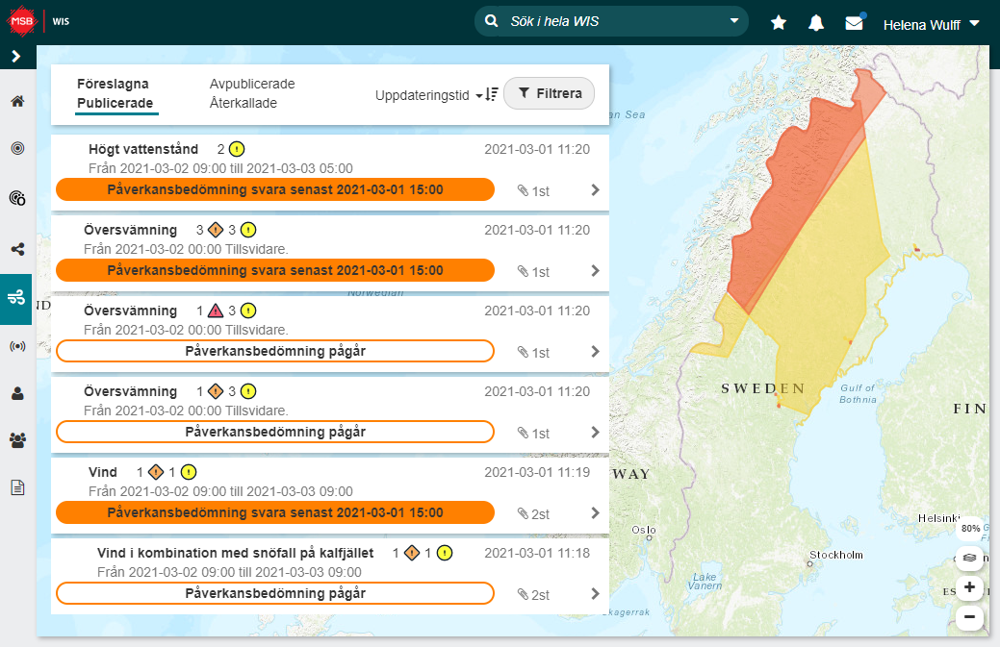 MSB WIS
Sök i hela WIS
Helena Wulff
Föreslagna
Publicerade
Avpublicerade
Återkallade
Uppdateringstid
Filtrera
Högt vattenstånd 2
2021-03-01 11:20
Från 2021-03-02 09:00 till 2021-03-03 05:00
Påverkansbedömning svara senast 2021-03-01 15:00
1st
Översvämning 3 3
2021-03-01 11:20
Från 2021-03-02 00:00 Tillsvidare.
Påverkansbedömning svara senast 2021-03-01 15:00
1st
Översvämning 1 3
2021-03-01 11:20
Från 2021-03-02 00:00 Tillsvidare.
Påverkansbedömning pågår
1st
Översvämning 1 3
2021-03-01 11:20
Från 2021-03-02 00:00 Tillsvidare.
Påverkansbedömning pågår
1st
Vind 1 1
2021-03-01 11:19
Från 2021-03-02 09:00 till 2021-03-03 09:00
Påverkansbedömning svara senast 2021-03-01 15:00
2st
Vind i kombination med snöfall på kalfjället 1 1
2021-03-01 11:18
Från 2021-03-02 09:00 till 2021-03-03 09:00
Påverkansbedömning pågår
2st
an Sea
ND
Norwegian
SWEDEN
Gulf of
Bothnia
FIN
WAY
Oslo
Helsinki
80%
Stockholm
Lake
Vanern
ES
kagerrak
+
−